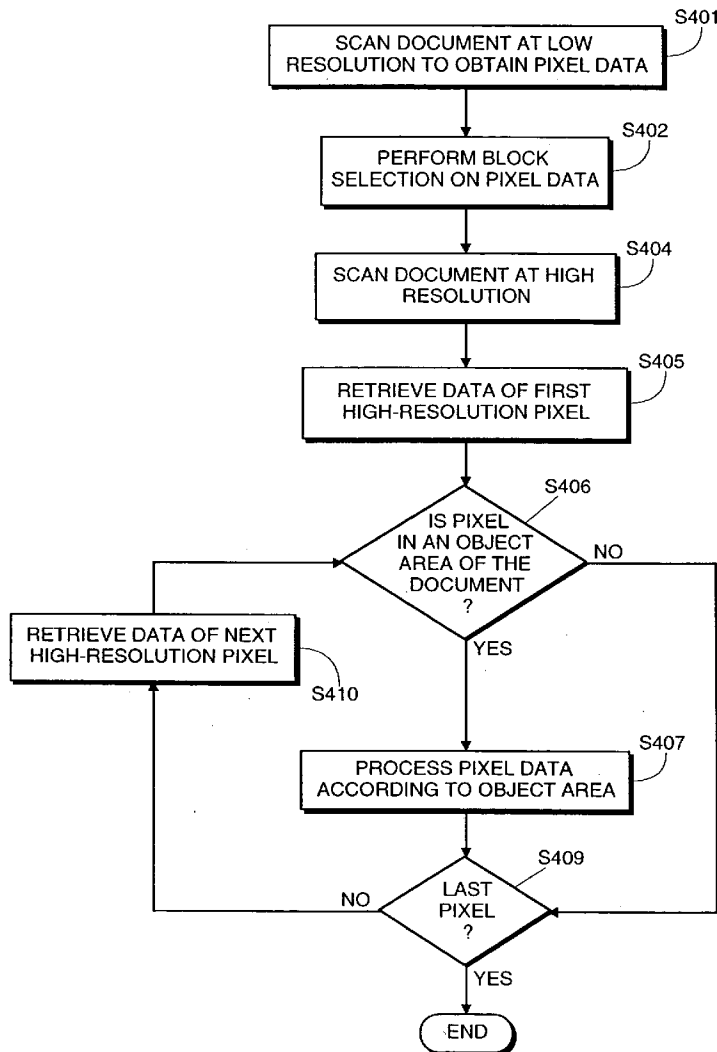 S401
SCAN DOCUMENT AT LOW
RESOLUTION TO OBTAIN PIXEL DATA
S402
PERFORM BLOCK
SELECTION ON PIXEL DATA
S404
SCAN DOCUMENT AT HIGH
RESOLUTION
S405
RETRIEVE DATA OF FIRST
HIGH-RESOLUTION PIXEL
S406
IS PIXEL
IN AN OBJECT
AREA OF THE
DOCUMENT
?
NO
YES
RETRIEVE DATA OF NEXT
HIGH-RESOLUTION PIXEL
S410
S407
PROCESS PIXEL DATA
ACCORDING TO OBJECT AREA
S409
LAST
PIXEL
?
NO
YES
END